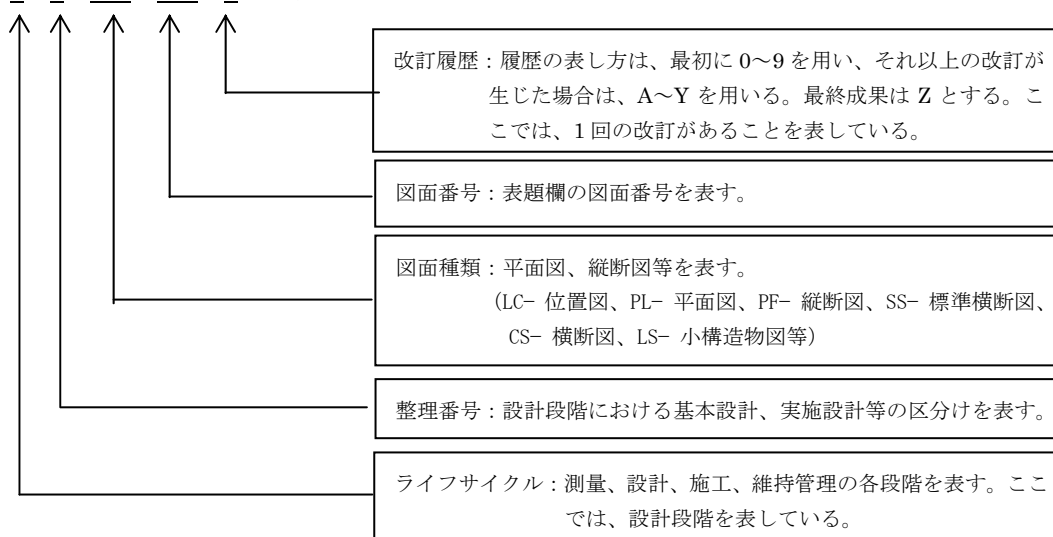 改訂履歴：履歴の表し方は、最初に 0～9 を用い、それ以上の改訂が
生じた場合は、A～Y を用いる。最終成果は Z とする。こ
こでは、1 回の改訂があることを表している。
図面番号：表題欄の図面番号を表す。
図面種類：平面図、縦断図等を表す。
（LC− 位置図、PL− 平面図、PF− 縦断図、SS− 標準横断図、
CS− 横断図、LS− 小構造物図等）
整理番号：設計段階における基本設計、実施設計等の区分けを表す。
ライフサイクル：測量、設計、施工、維持管理の各段階を表す。ここ
では、設計段階を表している。